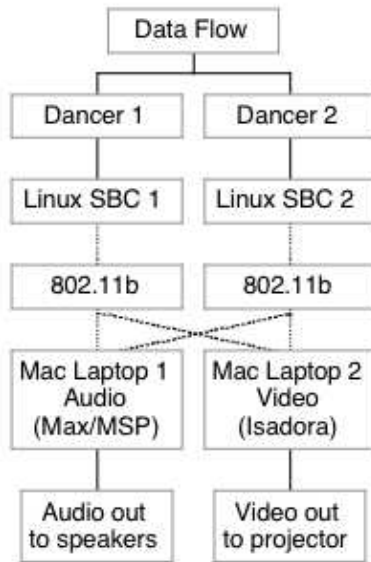 Data Flow
Dancer 1
Dancer 2
Linux SBC 1
Linux SBC 2
802.11b
802.11b
Mac Laptop 1
Audio
(Max/MSP)
Mac Laptop 2
Video
(Isadora)
Audio out
to speakers
Video out
to projector